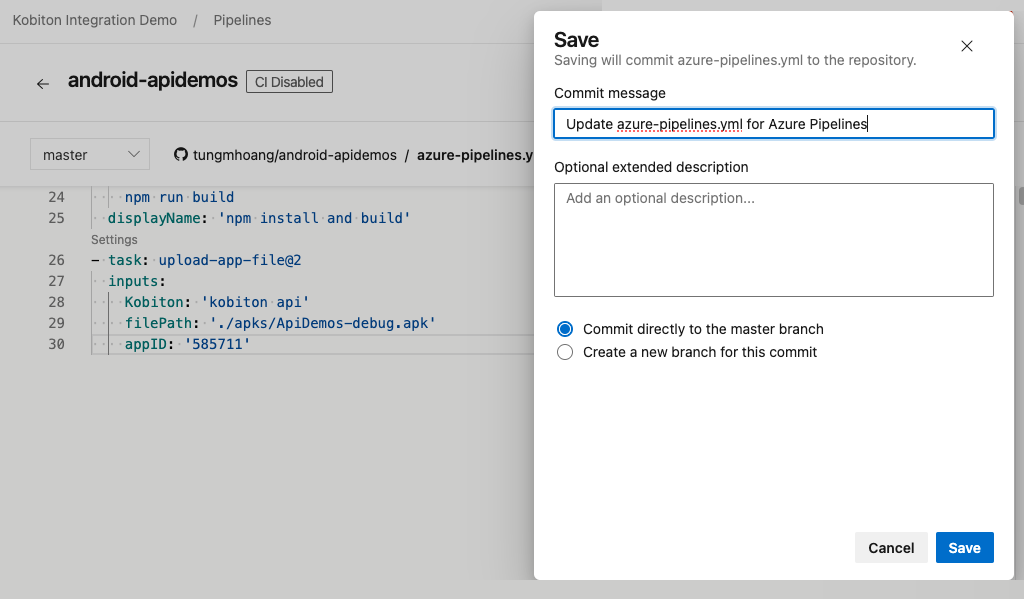 Kobiton Integration Demo / Pipelines
android-apidemos CI Disabled
master tungmhoang/android-apidemos / azure-pipelines.y
24 npm run build
25 displayName: 'npm install and build'
Settings
26 - task: upload-app-file@2
27 inputs:
28 Kobiton: 'kobiton api'
29 filePath: './apks/ApiDemos-debug.apk'
30 appID: '585711'
Save
Saving will commit azure-pipelines.yml to the repository.
Commit message
Update azure-pipelines.yml for Azure Pipelines
Optional extended description
Add an optional description...
Commit directly to the master branch
Create a new branch for this commit
Cancel Save